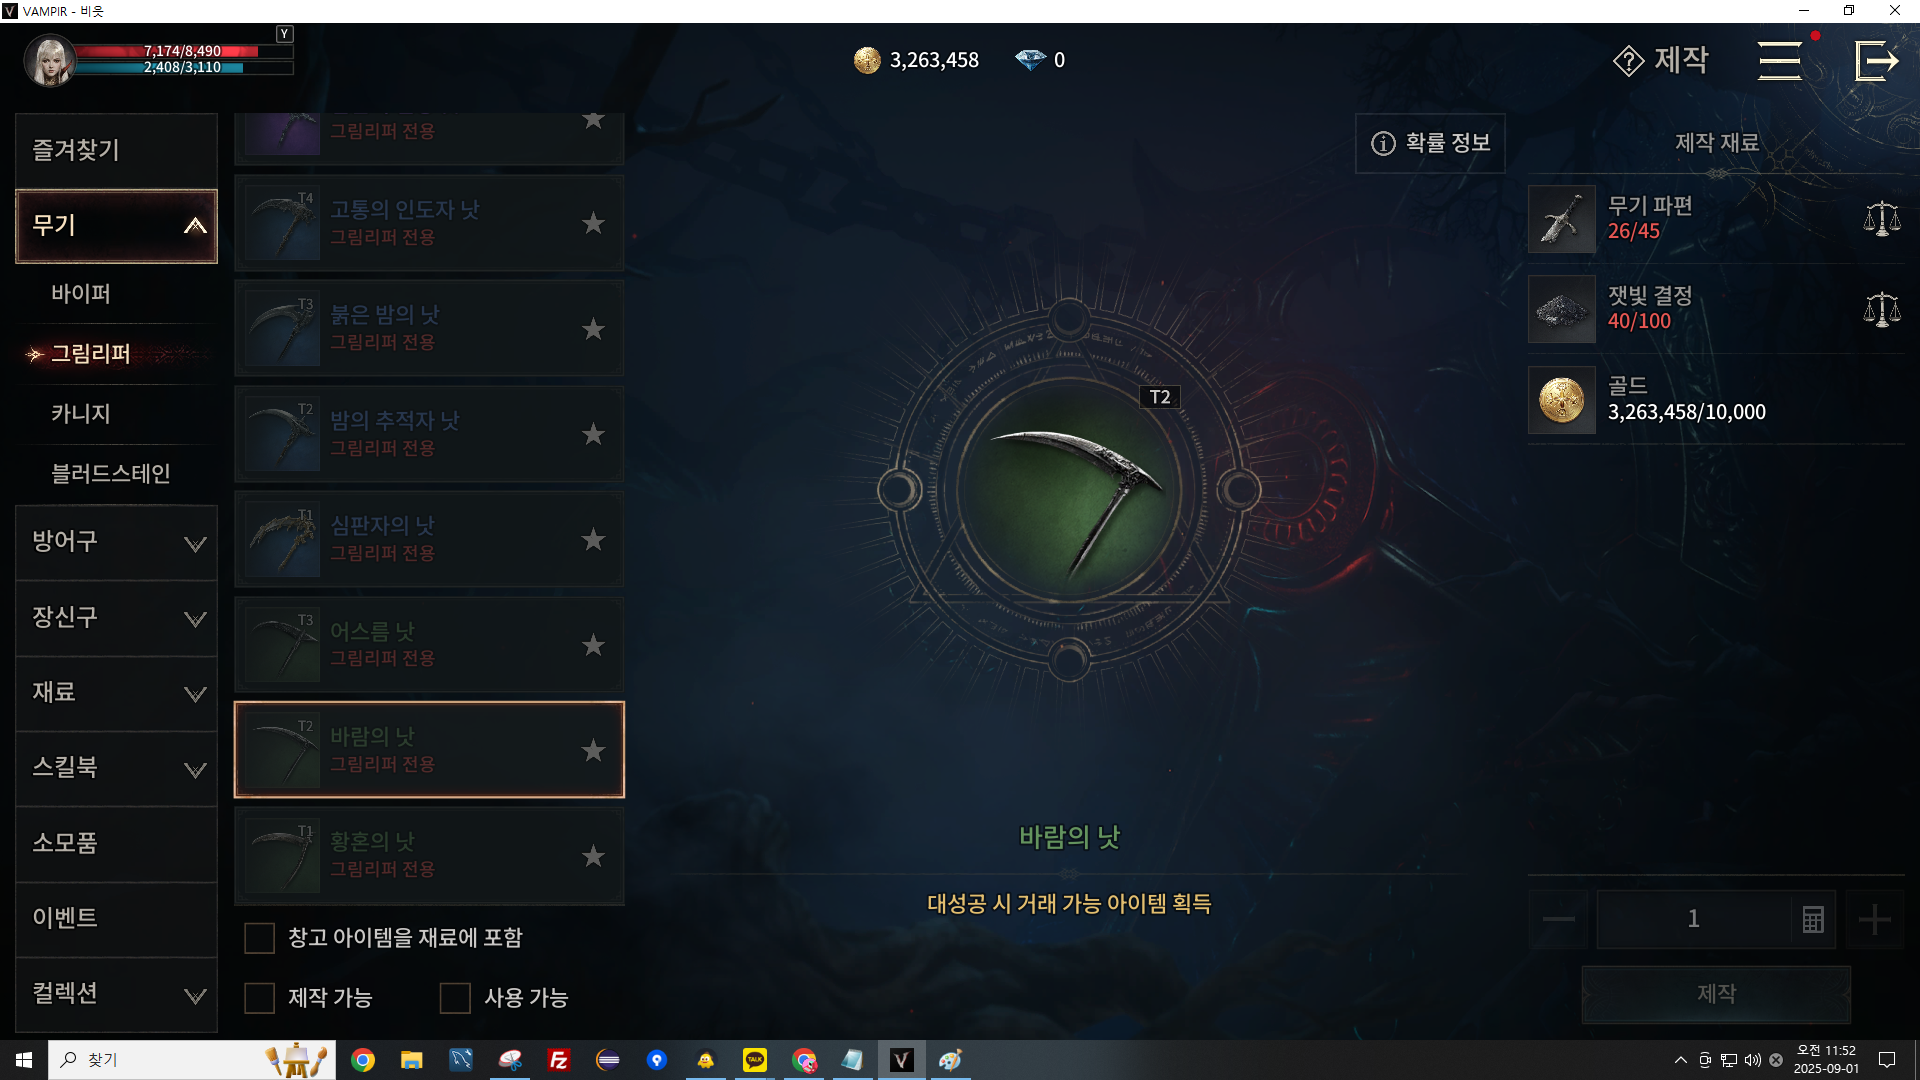 VAMPIR - 비읏
7,174/8,490
2,408/3,110
Y
3,263,458
0
제작
즐겨찾기
무기
바이퍼
그림리퍼
카니지
블러드스테인
방어구
장신구
재료
스킬북
소모품
이벤트
컬렉션
그림리퍼 전용
T4
고통의 인도자 낫
그림리퍼 전용
T3
붉은 밤의 낫
그림리퍼 전용
T2
밤의 추적자 낫
그림리퍼 전용
T1
심판자의 낫
그림리퍼 전용
T3
어스름 낫
그림리퍼 전용
T2
바람의 낫
그림리퍼 전용
T1
황혼의 낫
그림리퍼 전용
창고 아이템을 재료에 포함
제작 가능
사용 가능
T2
바람의 낫
대성공 시 거래 가능 아이템 획득
확률 정보
제작 재료
무기 파편
26/45
잿빛 결정
40/100
골드
3,263,458/10,000
1
제작
찾기
TALK
오전 11:52
2025-09-01